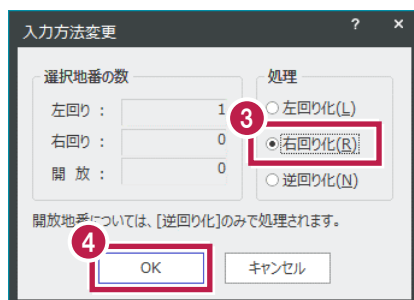 入力方法変更 ? ×
選択地番の数
左回り : 1
右回り : 0
開 放 : 0
処理
3
左回り化(L)
右回り化(R)
逆回り化(N)
開放地番については、[逆回り化]のみで処理されます。
4
OK キャンセル